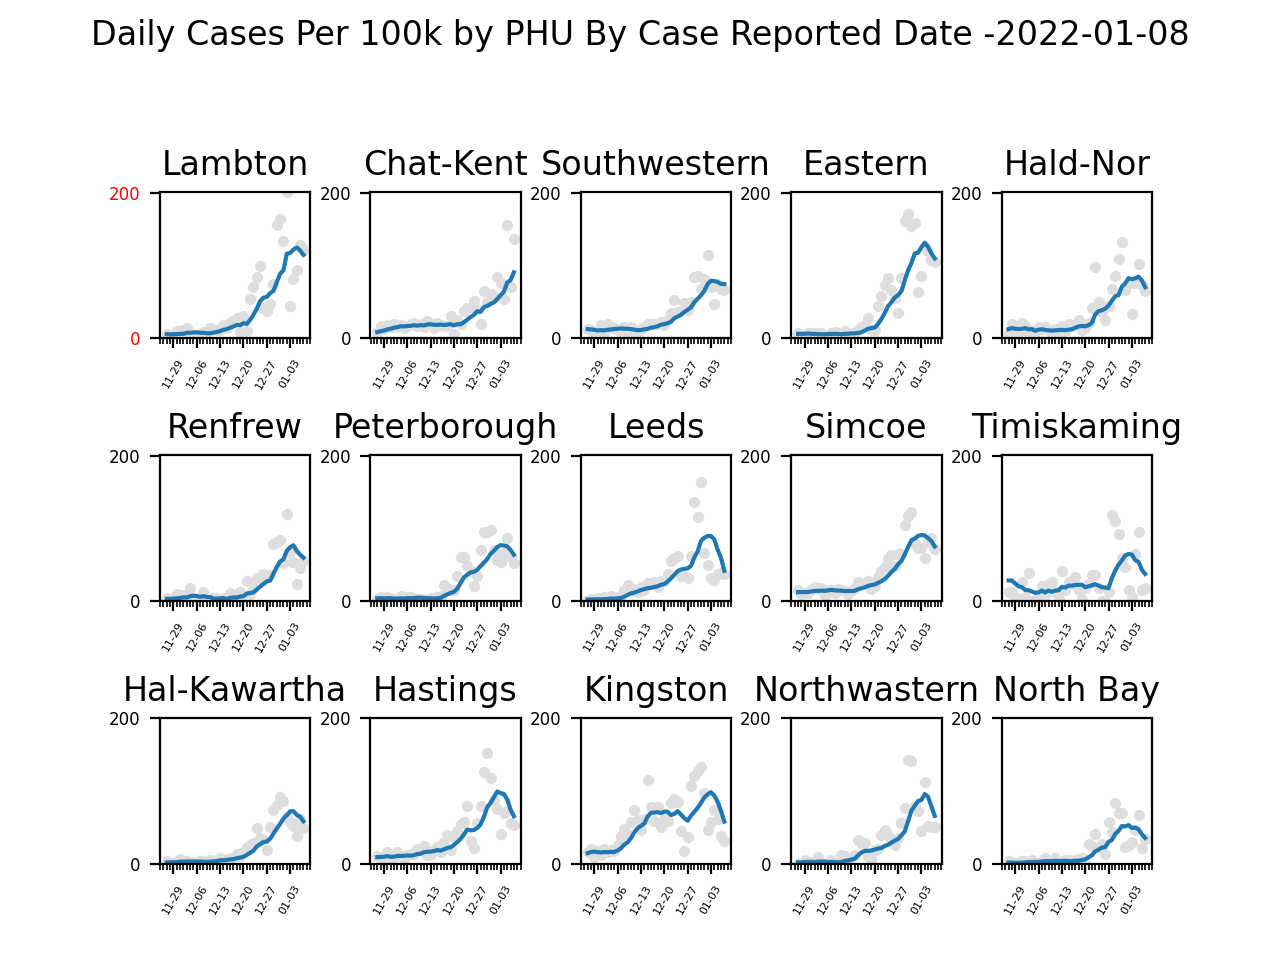 Daily Cases Per 100k by PHU By Case Reported Date -2022-01-08
Lambton Chat-Kent Southwestern Eastern Hald-Nor
200 200 200 200 200
0 0 0 0 0
11-29 12-06 12-13 12-20 12-27 01-03 11-29 12-06 12-13 12-20 12-27 01-03 11-29 12-06 12-13 12-20 12-27 01-03 11-29 12-06 12-13 12-20 12-27 01-03 11-29 12-06 12-13 12-20 12-27 01-03
Renfrew Peterborough Leeds Simcoe Timiskaming
200 200 200 200 200
0 0 0 0 0
11-29 12-06 12-13 12-20 12-27 01-03 11-29 12-06 12-13 12-20 12-27 01-03 11-29 12-06 12-13 12-20 12-27 01-03 11-29 12-06 12-13 12-20 12-27 01-03 11-29 12-06 12-13 12-20 12-27 01-03
Hal-Kawartha Hastings Kingston Northwastern North Bay
200 200 200 200 200
0 0 0 0 0
11-29 12-06 12-13 12-20 12-27 01-03 11-29 12-06 12-13 12-20 12-27 01-03 11-29 12-06 12-13 12-20 12-27 01-03 11-29 12-06 12-13 12-20 12-27 01-03 11-29 12-06 12-13 12-20 12-27 01-03